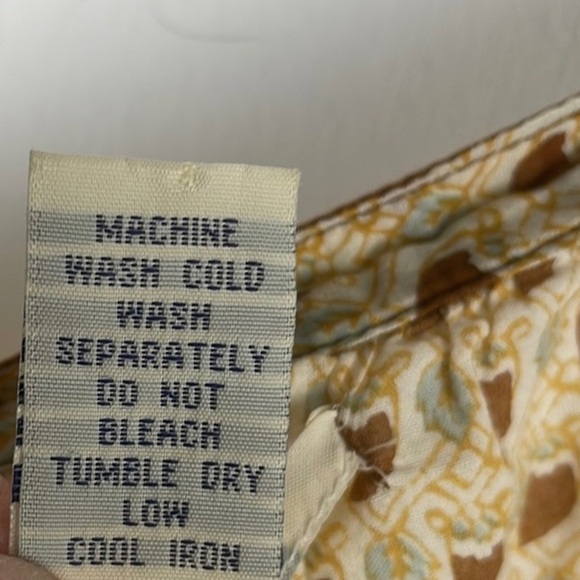 MACHINE
WASH COLD
WASH
SEPARATELY
DO NOT
BLEACH
TUMBLE DRY
LOW
COOL IRON